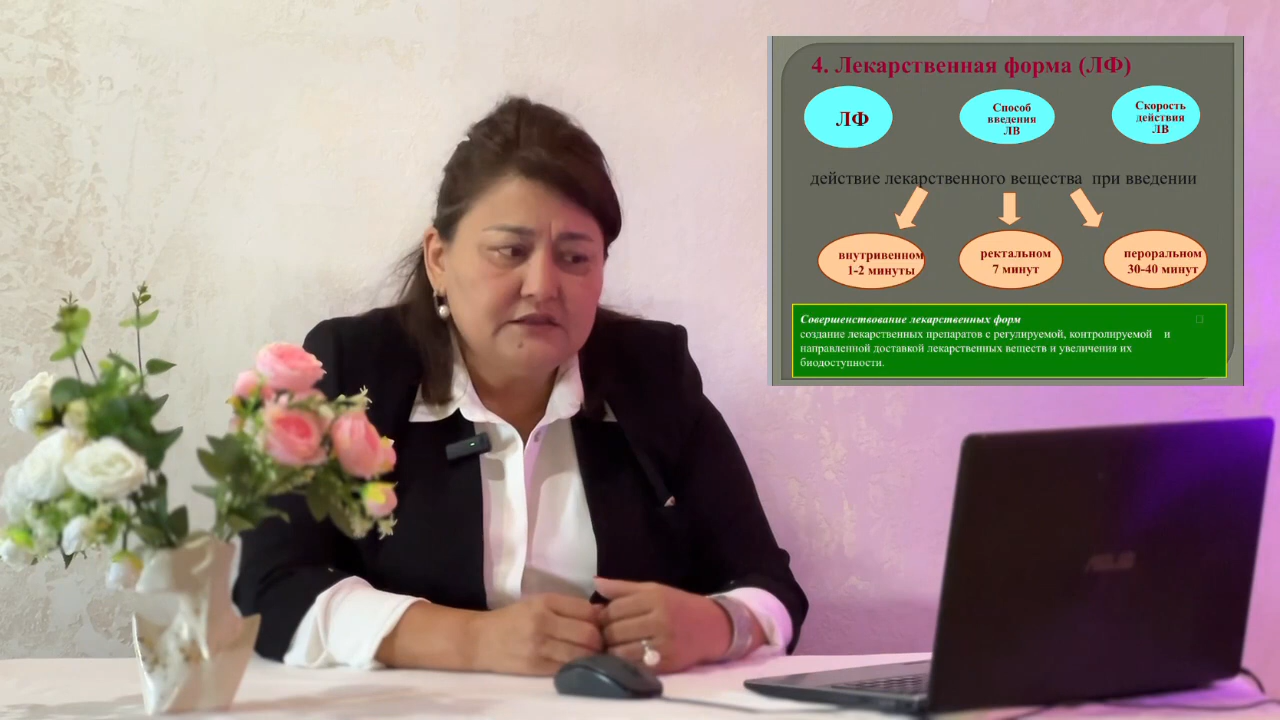 4. Лекарственная форма (ЛФ)
ЛФ
Способ
введения
ЛВ
Скорость
действия
ЛВ
действие лекарственного вещества при введении
внутривенном
1-2 минуты
ректальном
7 минут
пероральном
30-40 минут
Совершенствование лекарственных форм
создание лекарственных препаратов с регулируемой, контролируемой и
направленной доставкой лекарственных веществ и увеличения их
биодоступности.
ASUS